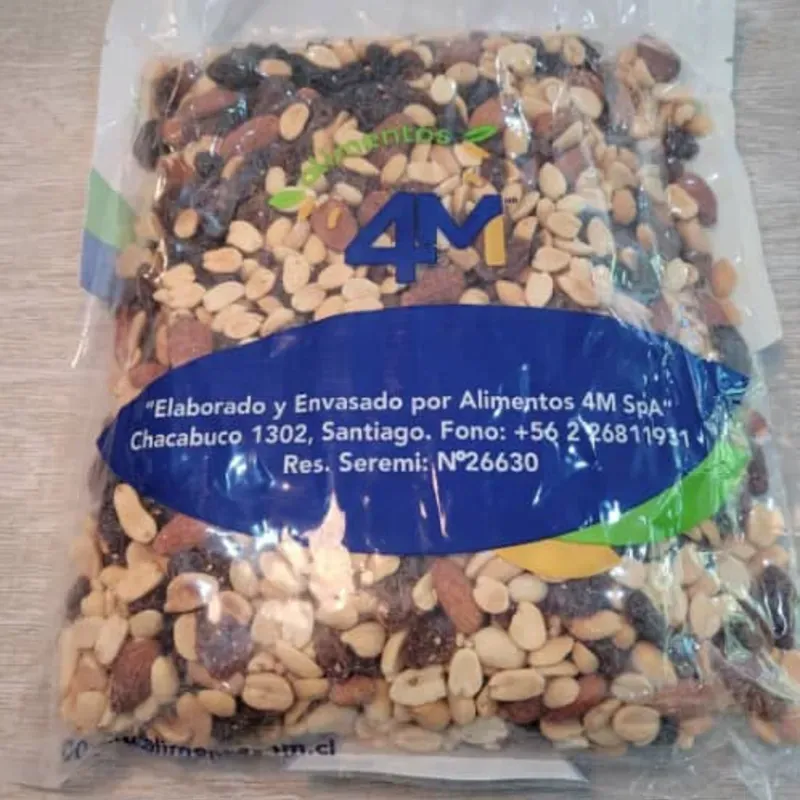 alimentos
4M
"Elaborado y Envasado por Alimentos 4M SpA"
Chacabuco 1302, Santiago. Fono: +56 2 26811931
Res. Seremi: Nº26630